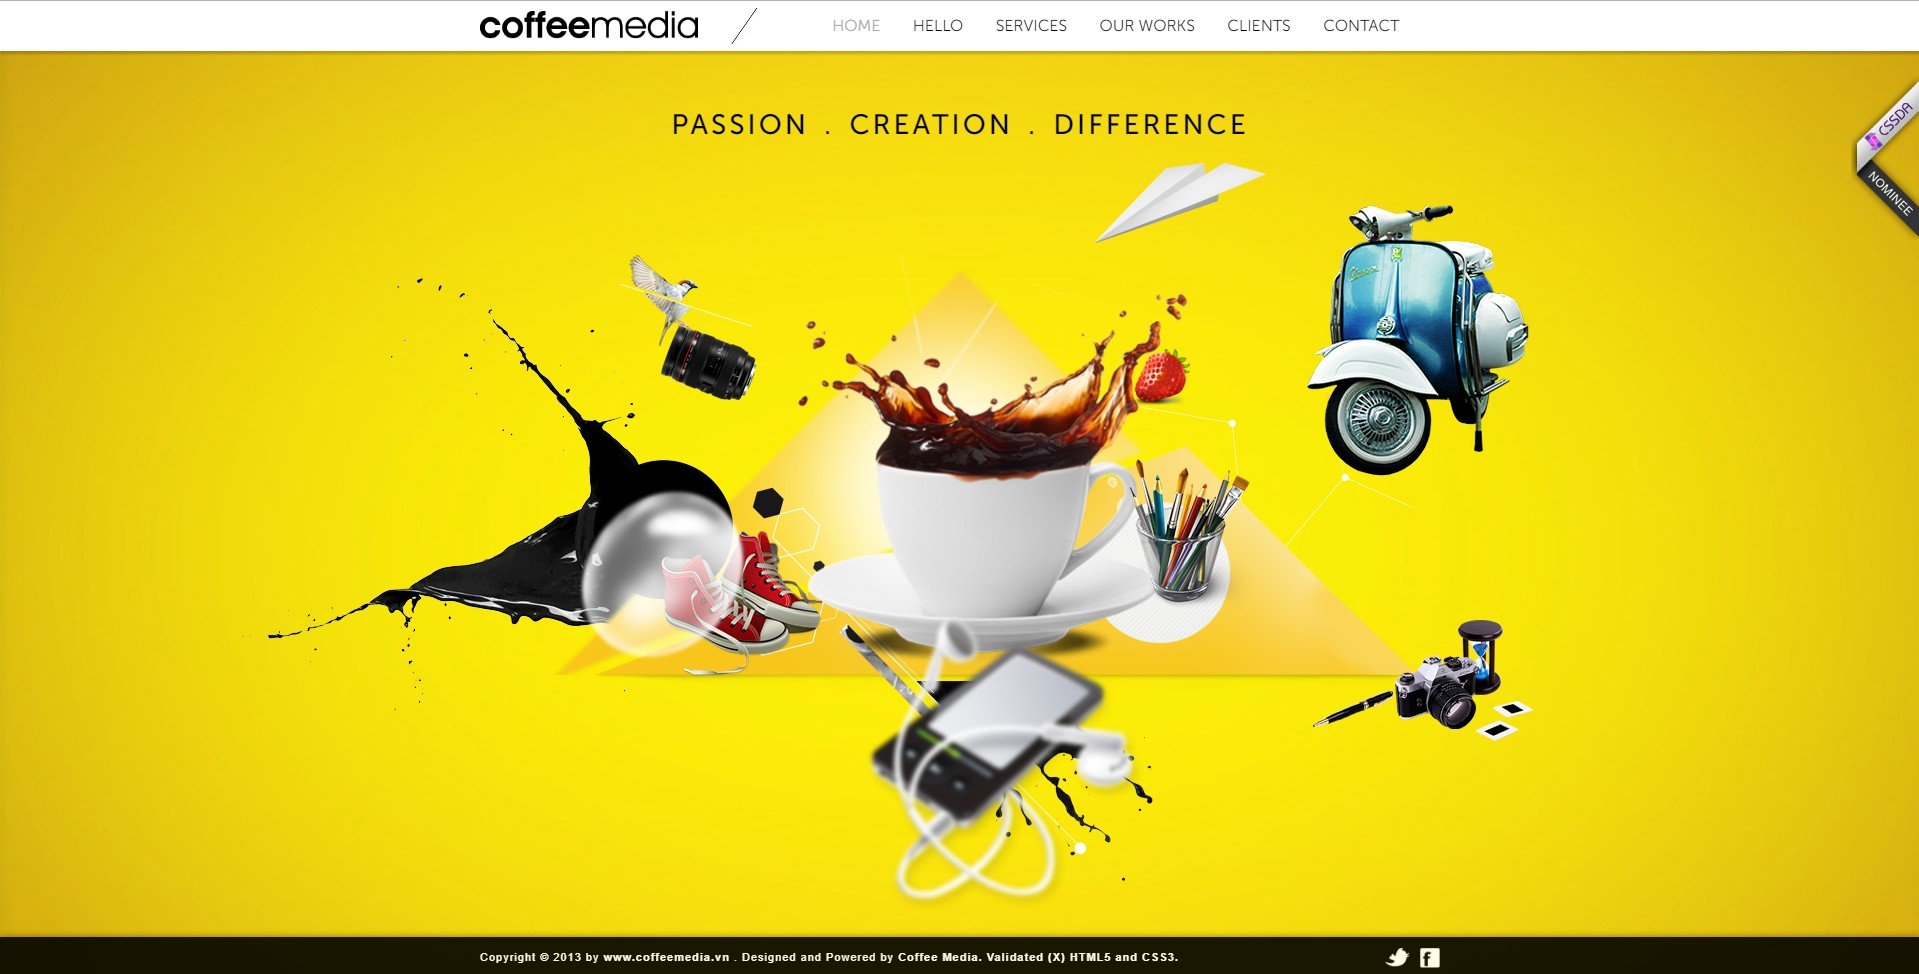 coffeemedia
HOME HELLO SERVICES OUR WORKS CLIENTS CONTACT
PASSION . CREATION . DIFFERENCE
CSSDA
NOMINEE
Copyright © 2013 by www.coffeemedia.vn . Designed and Powered by Coffee Media. Validated (X) HTML5 and CSS3.